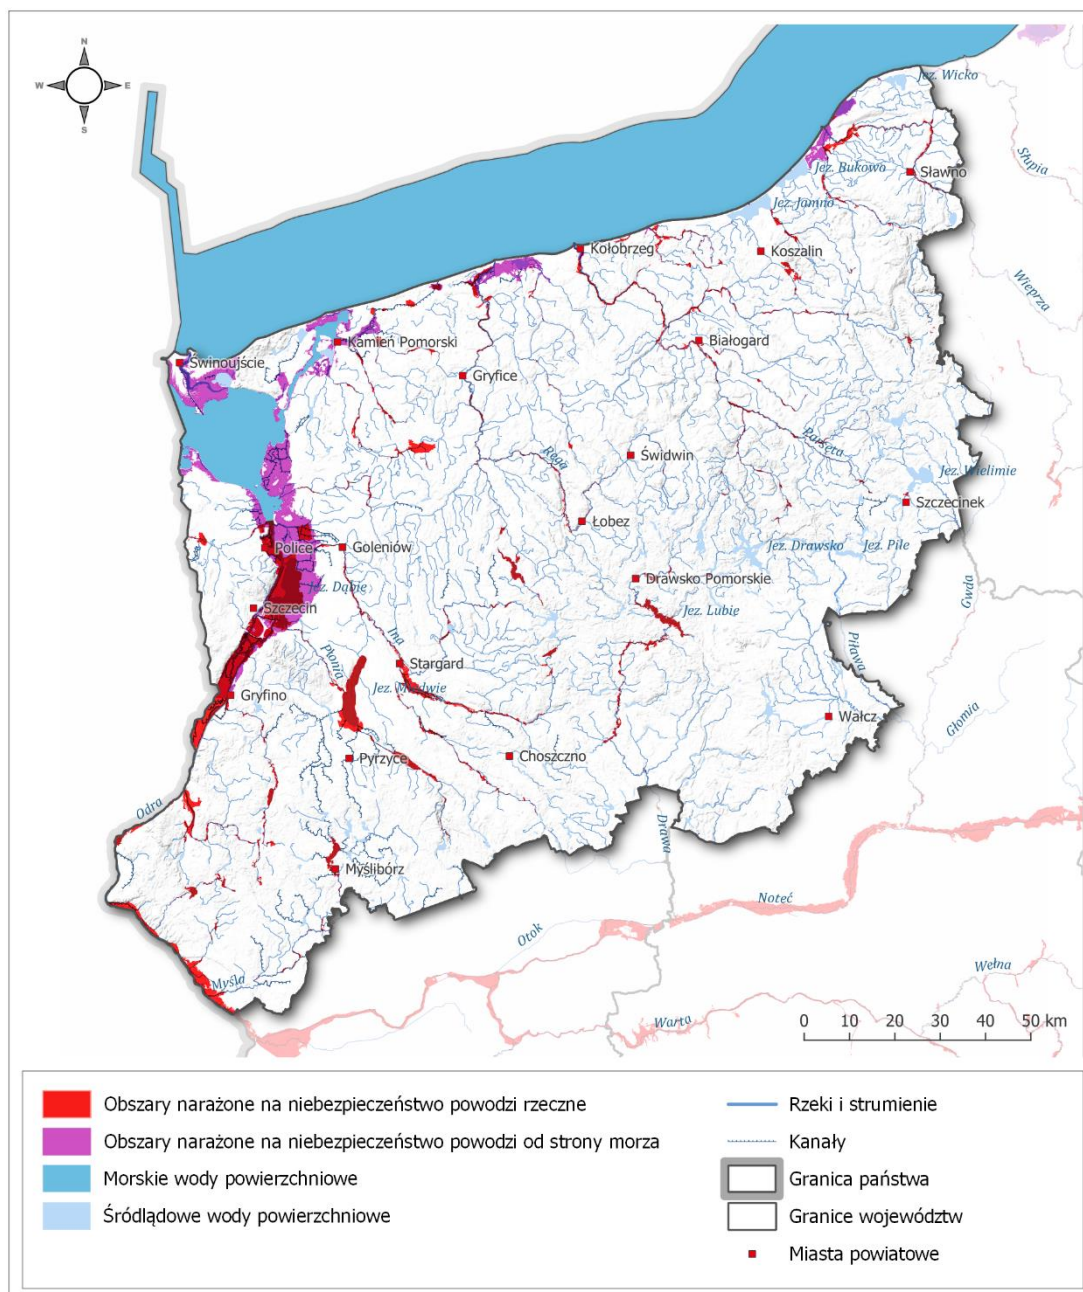 N
W
E
S
Jez. Wicko
Słupia
Jez. Bukowo
Sławno
Jez. Jamno
Kołobrzeg
Koszalin
Wieprza
Kamień Pomorski
Białogard
Świnoujście
Gryfice
Parsęta
Rega
Świdwin
Jez. Wielimie
Szczecinek
Łobez
Police
Goleniów
Jez. Drawsko
Jez. Pile
Jez. Dąbie
Drawsko Pomorskie
Gwda
Szczecin
Jez. Lubie
Ina
Piława
Płonia
Stargard
Jez. Miedwie
Gryfino
Wałcz
Głomia
Pyrzyce
Choszczno
Odra
Drawa
Myślibórz
Noteć
Otok
Wełna
Myśla
Warta
0 10 20 30 40 50 km
Obszary narażone na niebezpieczeństwo powodzi rzeczne
Obszary narażone na niebezpieczeństwo powodzi od strony morza
Morskie wody powierzchniowe
Śródlądowe wody powierzchniowe
Rzeki i strumienie
Kanały
Granica państwa
Granice województw
Miasta powiatowe